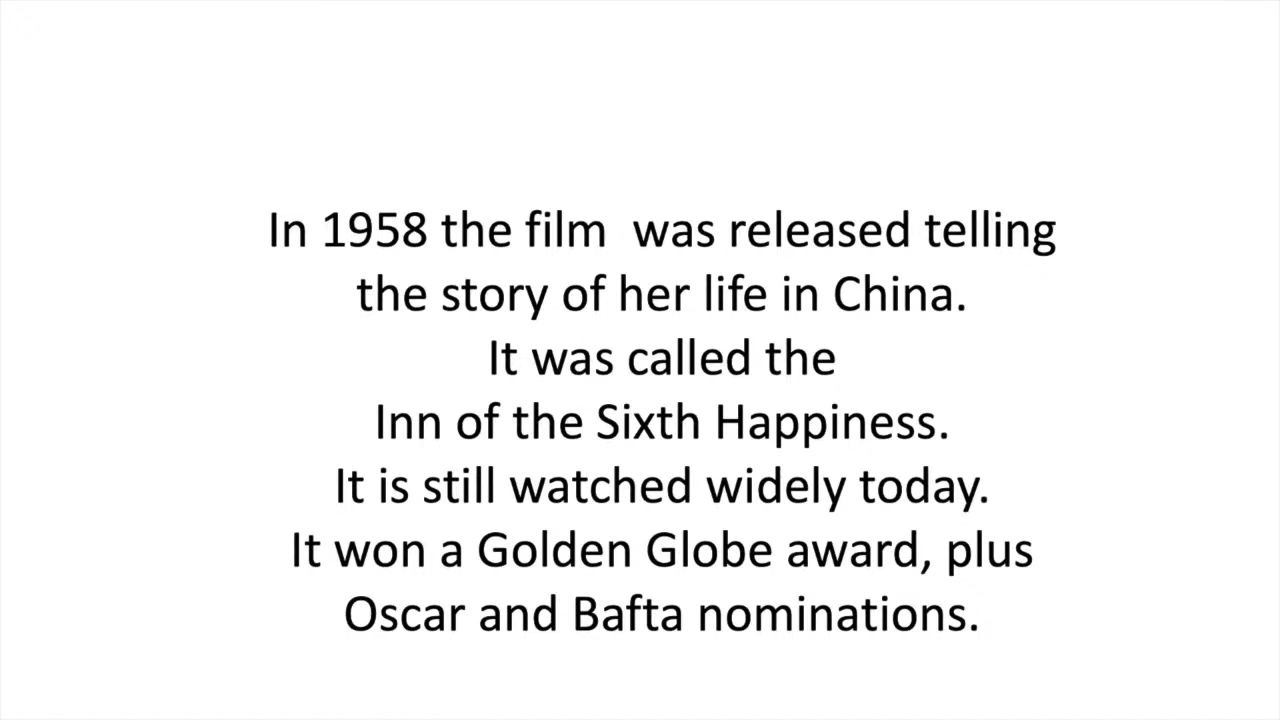 In 1958 the film  was released telling
the story of her life in China.
It was called the
Inn of the Sixth Happiness.
It is still watched widely today.
It won a Golden Globe award, plus
Oscar and Bafta nominations.